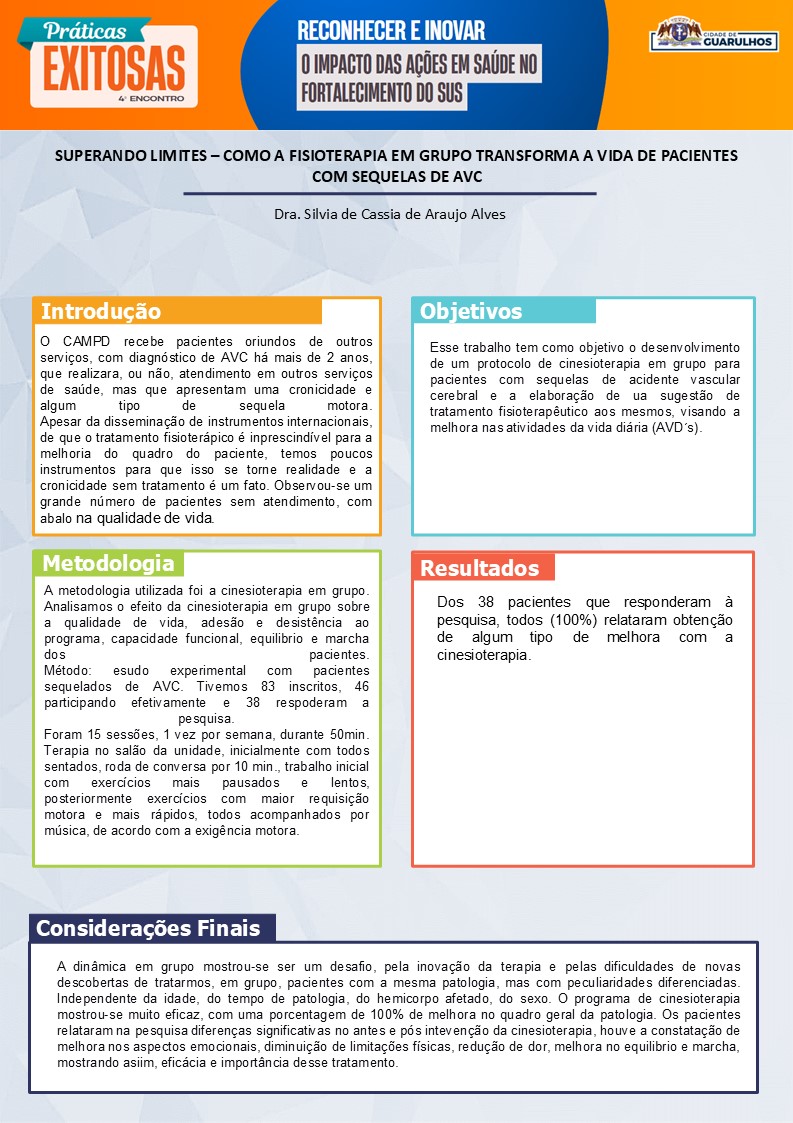 Práticas
EXITOSAS
4º ENCONTRO
RECONHECER E INOVAR
O IMPACTO DAS AÇÕES EM SAÚDE NO
FORTALECIMENTO DO SUS
CIDADE DE
GUARULHOS
SUPERANDO LIMITES – COMO A FISIOTERAPIA EM GRUPO TRANSFORMA A VIDA DE PACIENTES
COM SEQUELAS DE AVC
Dra. Silvia de Cassia de Araujo Alves
Introdução
O CAMPD recebe pacientes oriundos de outros
serviços, com diagnóstic de AVC há mais de 2 anos,
que realizara, ou não, atendimento em outros serviços
de saúde, mas que apresentam uma cronicidade e
algum tipo de sequela motora.
Apesar da disseminação de instrumentos internacionais,
de que o tratamento fisioterápico é inprescindível para a
melhoria do quadro do paciente, temos poucos
instrumentos para que isso se torne realidade e a
cronicidade sem tratamento é um fato. Observou-se um
grande número de pacientes sem atendimento, com
abalo na qualidade de vida.
Objetivos
Esse trabalho tem como objetivo o desenvolvimento
de um protocolo de cinesioterapia em grupo para
pacientes com sequelas de acidente vascular
cerebral e a elaboração de ua sugestão de
tratamento fisioterapêutico aos mesmos, visando a
melhora nas atividades da vida diária (AVD´s).
Metodologia
A metodologia utilizada foi a cinesioterapia em grupo.
Analisamos o efeito da cinesioterapia em grupo sobre
a qualidade de vida, adesão e desistência ao
programa, capacidade funcional, equilibrio e marcha
dos pacientes.
Método: esudo experimental com pacientes
sequelados de AVC. Tivemos 83 inscritos, 46
participando efetivamente e 38 respoderam a
pesquisa.
Foram 15 sessões, 1 vez por semana, durante 50min.
Terapia no salão da unidade, inicialmente com todos
sentados, roda de conversa por 10 min., trabalho inicial
com exercícios mais pausados e lentos,
posteriormente exercícios com maior requisição
motora e mais rápidos, todos acompanhados por
música, de acordo com a exigência motora.
Resultados
Dos 38 pacientes que responderam à
pesquisa, todos (100%) relataram obtenção
de algum tipo de melhora com a
cinesioterapia.
Considerações Finais
A dinâmica em grupo mostrou-se ser um desafio, pela inovação da terapia e pelas dificuldades de novas
descobertas de tratarmos, em grupo, pacientes com a mesma patologia, mas com peculiaridades diferenciadas.
Independente da idade, do tempo de patologia, do hemicorpo afetado, do sexo. O programa de cinesioterapia
mostrou-se muito eficaz, com uma porcentagem de 100% de melhora no quadro geral da patologia. Os pacientes
relataram na pesquisa diferenças significativas no antes e pós intevenção da cinesioterapia, houve a constatação de
melhora nos aspectos emocionais, diminuição de limitações físicas, redução de dor, melhora no equilibrio e marcha,
mostrando asiim, eficácia e importância desse tratamento.